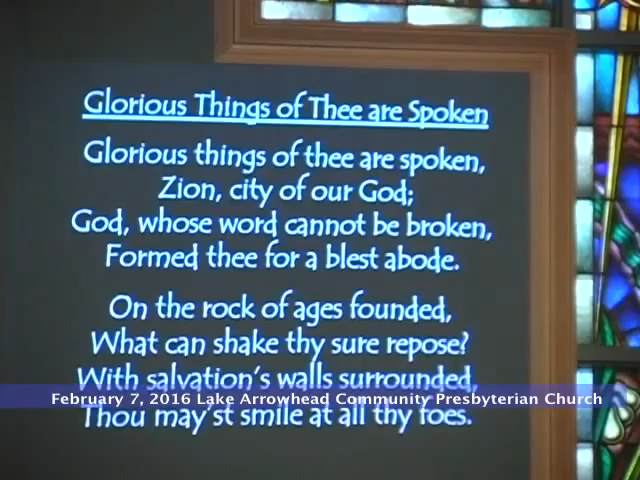 Glorious Things of Thee are Spoken
Glorious things of thee are spoken,
Zion, city of our God;
God, whose word cannot be broken,
Formed thee for a blest abode.
On the rock of ages founded,
What can shake thy sure repose?
With salvation's walls surrounded,
February 7, 2016 Lake Arrowhead Community Presbyterian Church
Thou may'st smile at all thy foes.